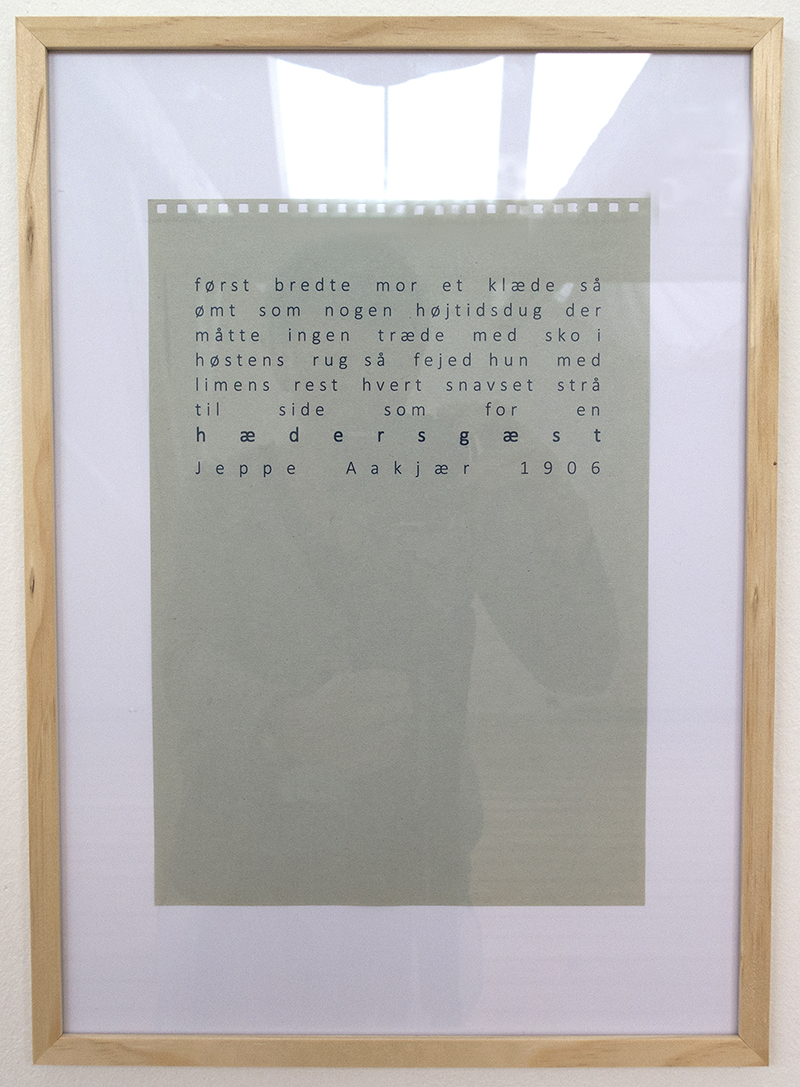 først bredte mor et klæde så
ømt som nogen højtidsdug der
måtte ingen træde med sko i
høstens rug så fejed hun med
limens rest hvert snavset strå
til side som for en
hædersgæst
Jeppe Aakjær 1906